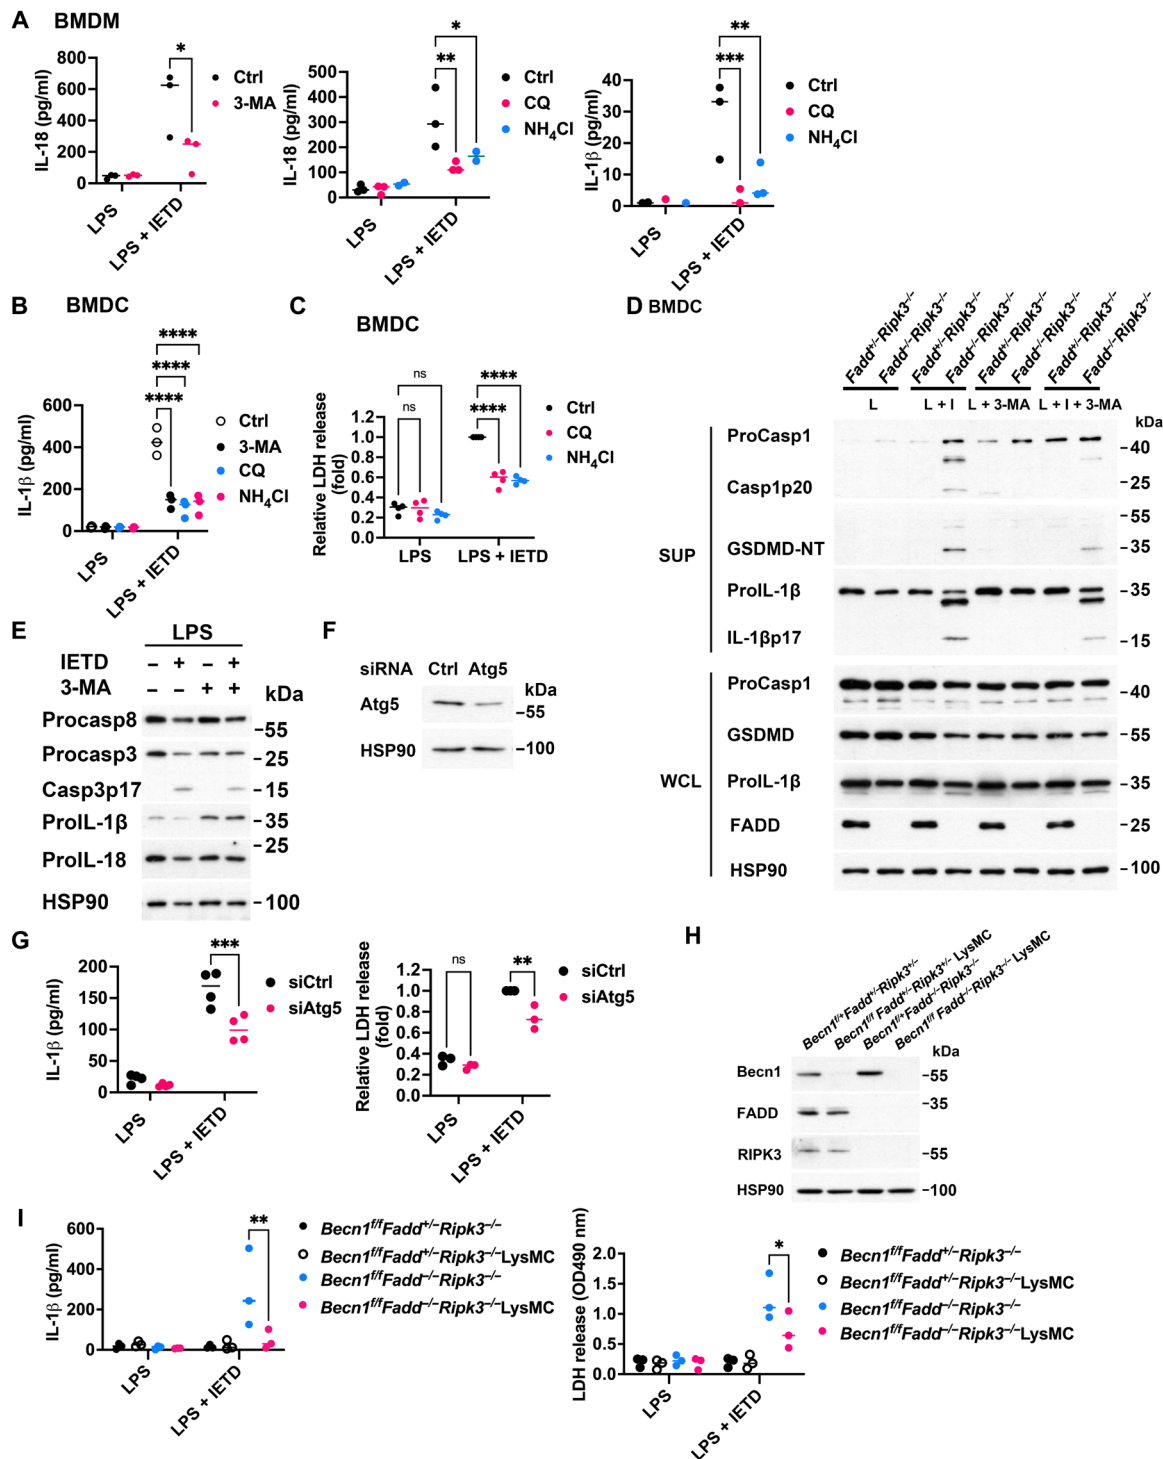 A BMDM
IL-18 (pg/ml)
800
600
400
200
0
*
Ctrl
3-MA
LPS
LPS + IETD
IL-18 (pg/ml)
500
400
300
200
100
0
*
**
Ctrl
CQ
NH4Cl
LPS
LPS + IETD
IL-1β (pg/ml)
40
30
20
10
0
**
***
Ctrl
CQ
NH4Cl
LPS
LPS + IETD
B BMDC
IL-1β (pg/ml)
600
400
200
0
****
****
****
Ctrl
3-MA
CQ
NH4Cl
LPS
LPS + IETD
C BMDC
Relative LDH release
(fold)
1.2
1.0
0.8
0.6
0.4
0.2
0
ns
ns
****
****
Ctrl
CQ
NH4Cl
LPS
LPS + IETD
D BMDC
Fadd+/−Ripk3−/−
Fadd−/−Ripk3−/−
Fadd+/−Ripk3−/−
Fadd−/−Ripk3−/−
Fadd+/−Ripk3−/−
Fadd−/−Ripk3−/−
Fadd+/−Ripk3−/−
Fadd−/−Ripk3−/−
L L + I L + 3-MA L + I + 3-MA
kDa
SUP
ProCasp1 –40
Casp1p20 –25
–55
GSDMD-NT –35
ProIL-1β –35
IL-1βp17 –15
WCL
ProCasp1 –40
GSDMD –55
ProIL-1β –35
FADD –25
HSP90 –100
E LPS
IETD – + – +
3-MA – – + +
kDa
Procasp8 –55
Procasp3 –25
Casp3p17 –15
ProIL-1β –35
–25
ProIL-18
HSP90 –100
F
siRNA Ctrl Atg5
kDa
Atg5 –55
HSP90 –100
G
IL-1β (pg/ml)
200
150
100
50
0
***
siCtrl
siAtg5
LPS
LPS + IETD
Relative LDH release
(fold)
1.2
1.0
0.8
0.6
0.4
0.2
0.0
ns
**
siCtrl
siAtg5
LPS
LPS + IETD
H
Becn1f/+Fadd+/−Ripk3+/−
Becn1f/f Fadd+/−Ripk3+/− LysMC
Becn1f/+Fadd−/−Ripk3−/−
Becn1f/f Fadd−/−Ripk3−/− LysMC
kDa
Becn1 –55
–35
FADD
RIPK3 –55
HSP90 –100
I
IL-1β (pg/ml)
600
400
200
0
**
Becn1f/fFadd+/−Ripk3−/−
Becn1f/fFadd+/−Ripk3−/−LysMC
Becn1f/fFadd−/−Ripk3−/−
Becn1f/fFadd−/−Ripk3−/−LysMC
LPS
LPS + IETD
LDH release (OD490 nm)
2.0
1.5
1.0
0.5
0.0
*
Becn1f/fFadd+/−Ripk3−/−
Becn1f/fFadd+/−Ripk3−/−LysMC
Becn1f/fFadd−/−Ripk3−/−
Becn1f/fFadd−/−Ripk3−/−LysMC
LPS
LPS + IETD